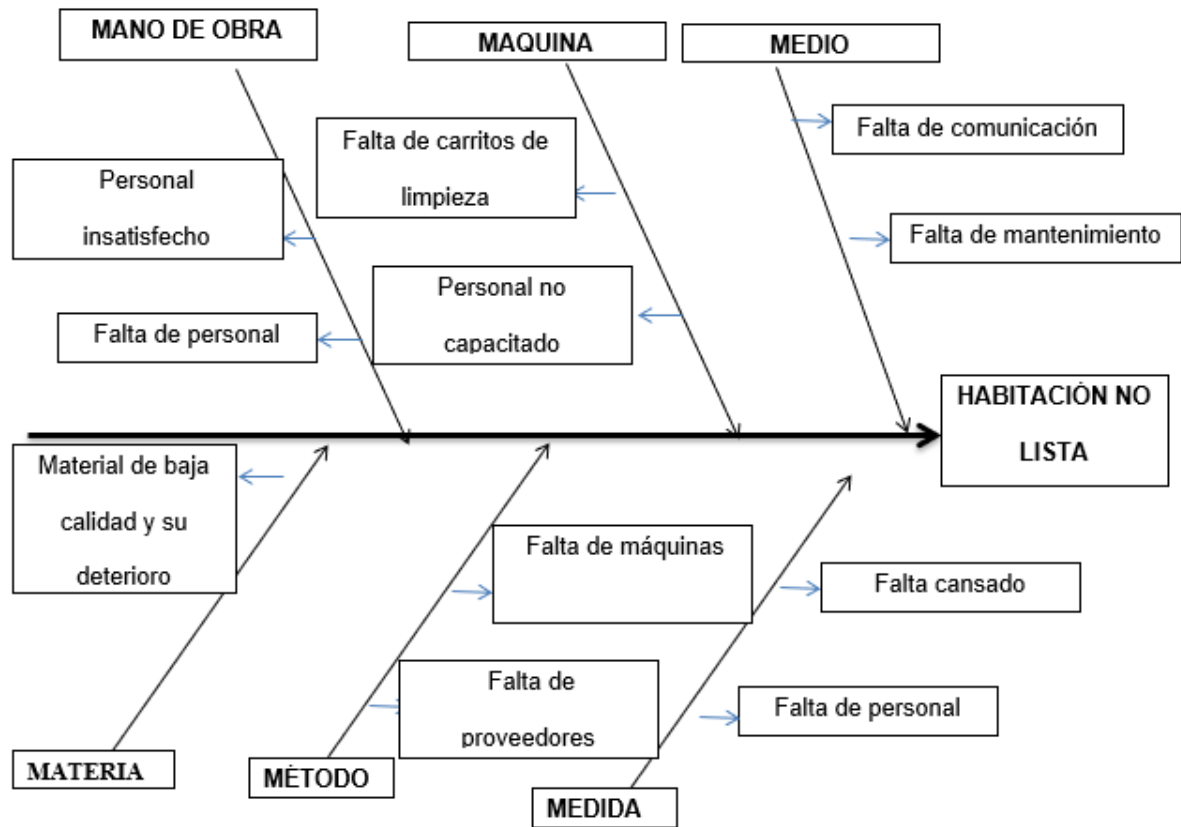 MANO DE OBRA
MAQUINA
MEDIO
Falta de carritos de
limpieza
Falta de comunicación
Personal
insatisfecho
Falta de mantenimiento
Personal no
capacitado
Falta de personal
HABITACIÓN NO
LISTA
Material de baja
calidad y su
deterioro
Falta de máquinas
Falta cansado
Falta de
proveedores
Falta de personal
MATERIA
MÉTODO
MEDIDA